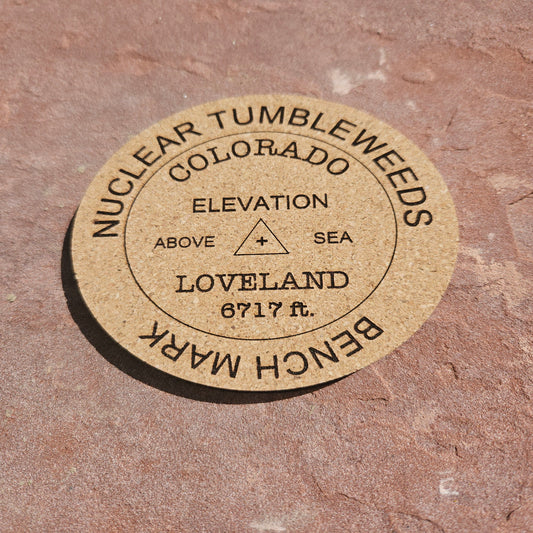 NUCLEAR TUMBLEWEEDS
COLORADO
ELEVATION
ABOVE + SEA
LOVELAND
6717 ft.
BENCH MARK